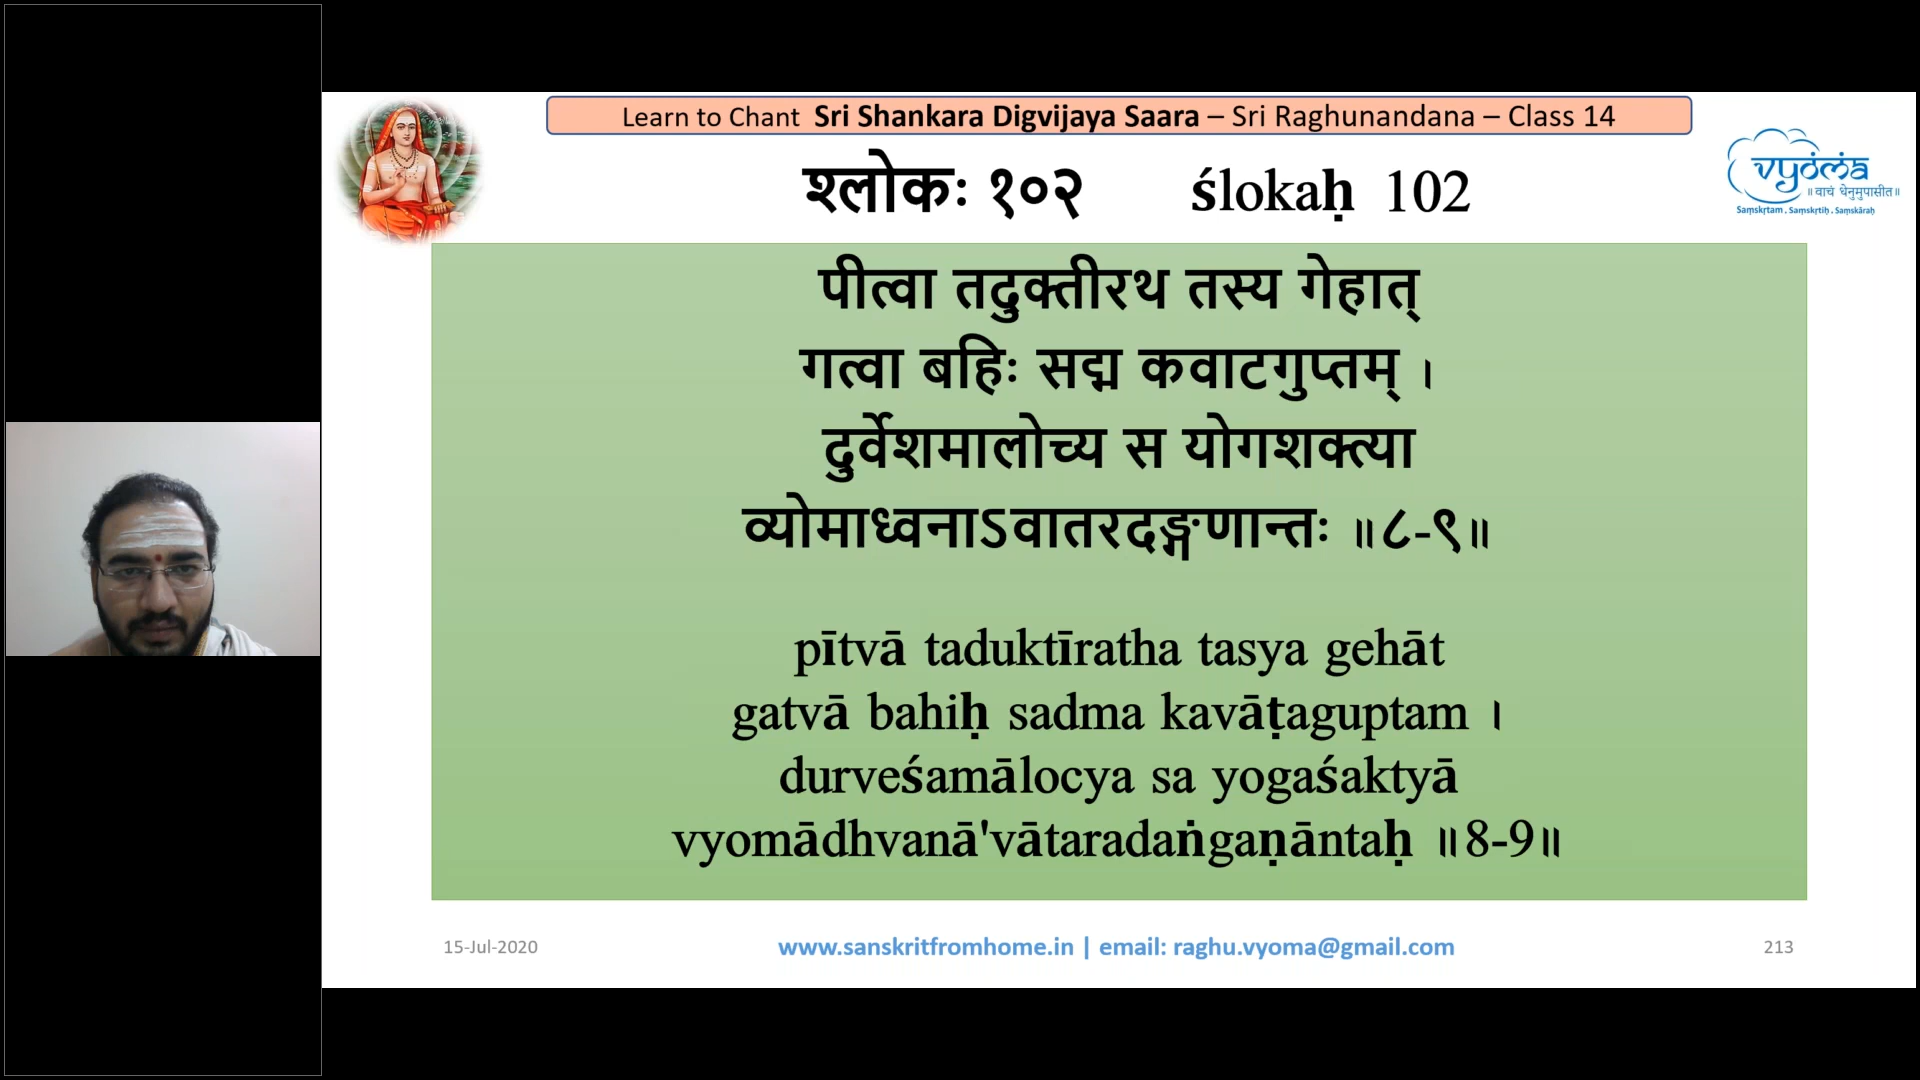 Learn to Chant Sri Shankara Digvijaya Saara – Sri Raghunandana – Class 14
vyoma
॥ वाचं धेनुमुपासीत॥
Saṃskṛtam . Saṃskṛtiḥ . Saṃskāraḥ
श्लोकः १०२ ślokaḥ 102
पीत्वा तदुक्तीरथ तस्य गेहात्
गत्वा बहिः सद्म कवाटगुप्तम् ।
दुर्वेशमालोच्य स योगशक्त्या
व्योमाध्वनाऽवातरदङ्गणान्तः ॥८-९॥
pītvā taduktīratha tasya gehāt
gatvā bahiḥ sadma kavāṭaguptam ।
durveśamālocya sa yogaśaktyā
vyomādhvanā'vātaradaṅgaṇāntaḥ ॥8-9॥
15-Jul-2020 www.sanskritfromhome.in | email: raghu.vyoma@gmail.com 213